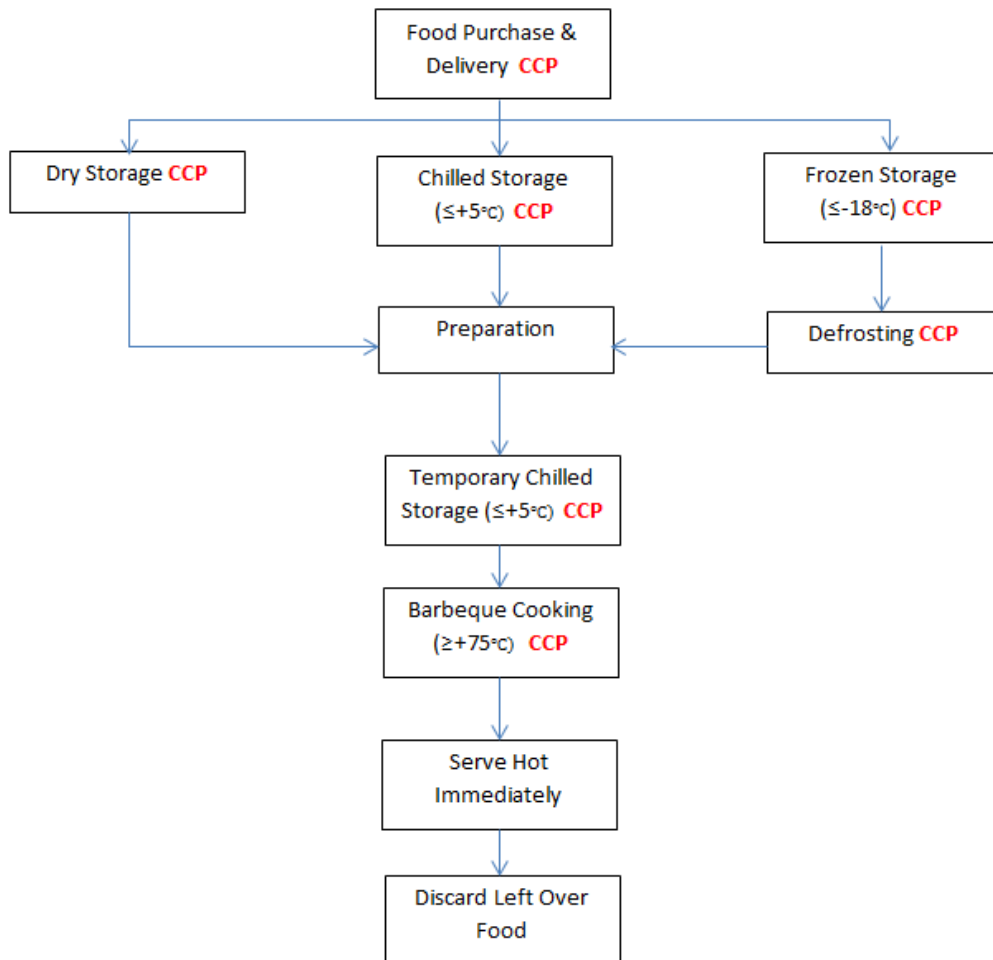 Food Purchase &
Delivery CCP
Dry Storage CCP
Chilled Storage
(≤+5°C) CCP
Frozen Storage
(≤-18°C) CCP
Preparation
Defrosting CCP
Temporary Chilled
Storage (≤+5°C) CCP
Barbeque Cooking
(≥+75°C) CCP
Serve Hot
Immediately
Discard Left Over
Food